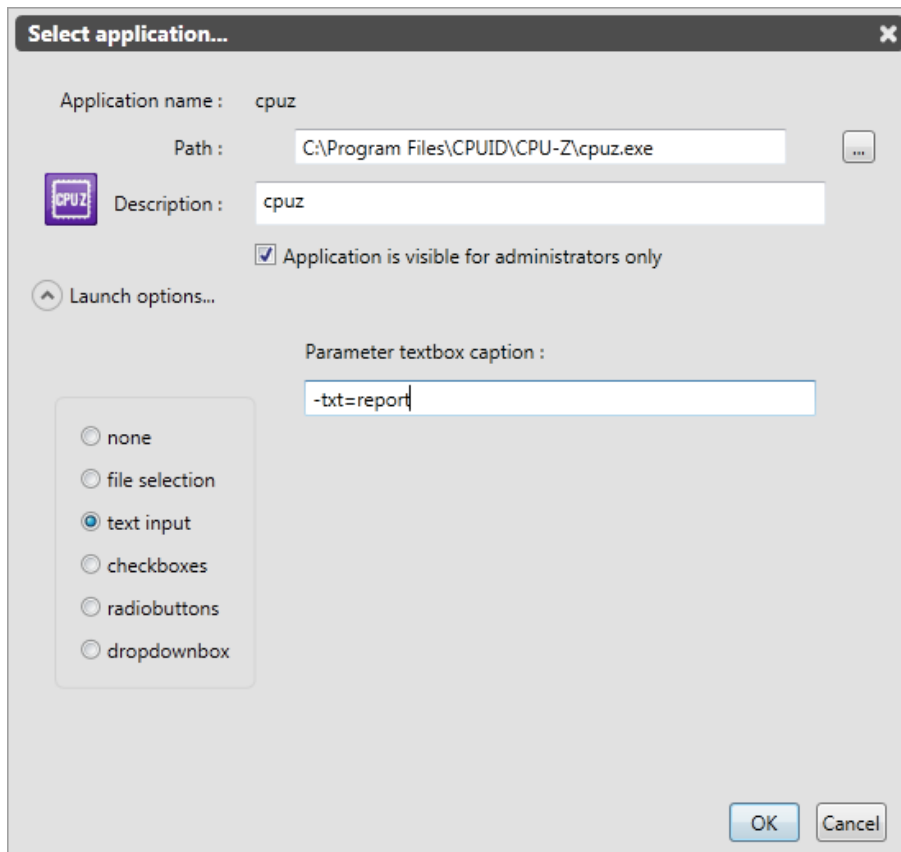 Select application...
Application name : cpuz
Path : C:\Program Files\CPUID\CPU-Z\cpuz.exe ...
CPU Z Description : cpuz
Application is visible for administrators only
Launch options...
Parameter textbox caption :
-txt=report
none
file selection
text input
checkboxes
radiobuttons
dropdownbox
OK Cancel